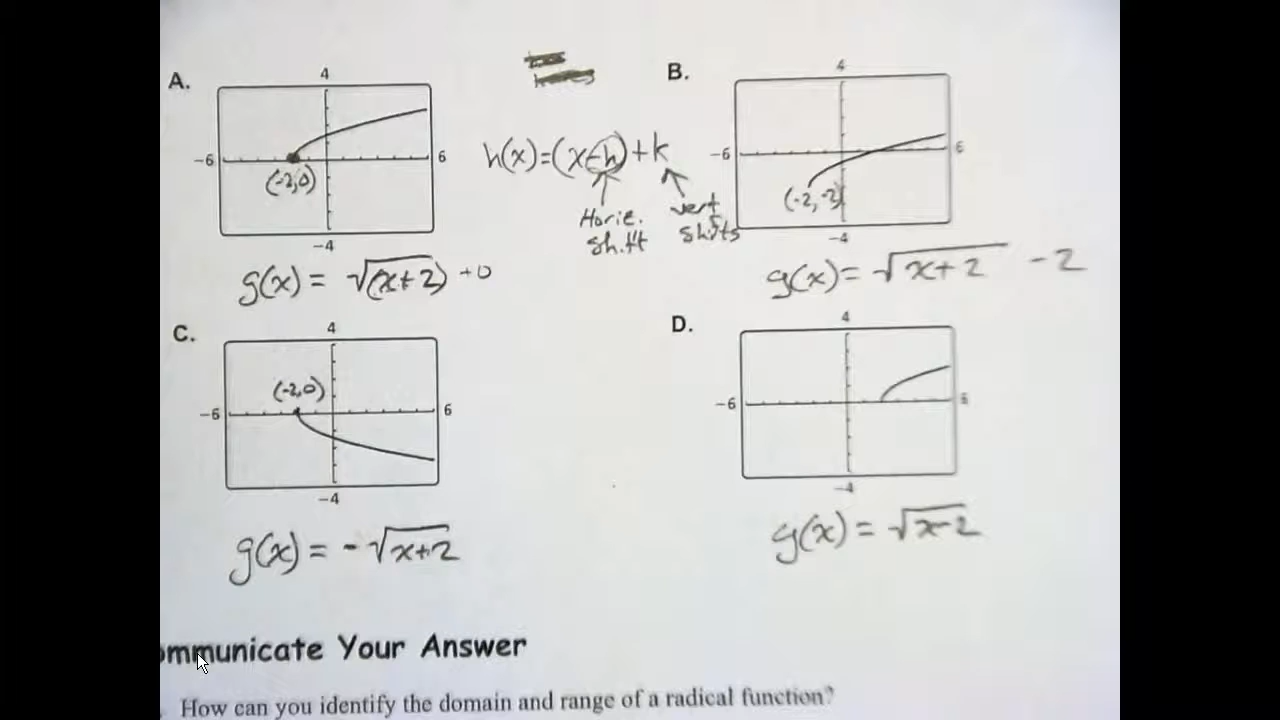 A.
4
-6
6
(-2,0)
-4
g(x) = √(x+2) +0
h(x)=(x-h)+k
Horiz. shift
vert shifts
B.
4
-6
6
(-2,-2)
-4
g(x)= √x+2 -2
C.
4
(-2,0)
-6
6
-4
g(x) = -√x+2
D.
4
-6
6
-4
g(x) = √x-2
ommunicate Your Answer
How can you identify the domain and range of a radical function?